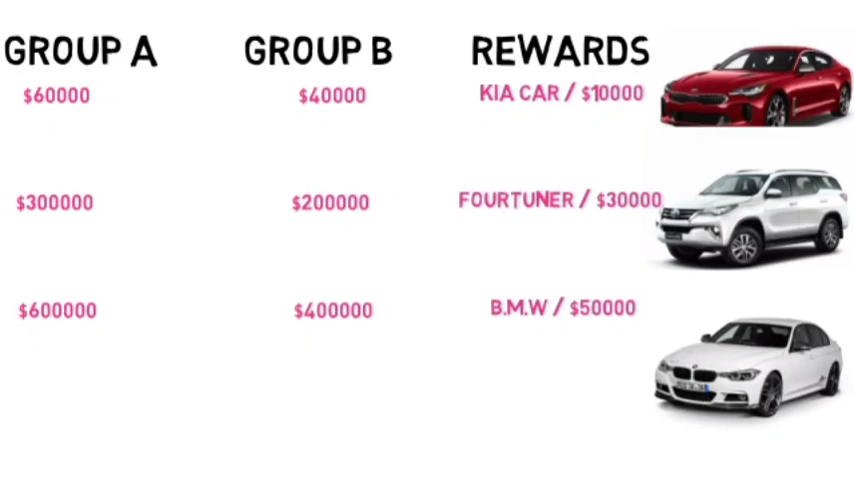 GROUP A GROUP B REWARDS
$60000 $40000 KIA CAR / $10000
$300000 $200000 FOURTUNER / $30000
$600000 $400000 B.M.W / $50000